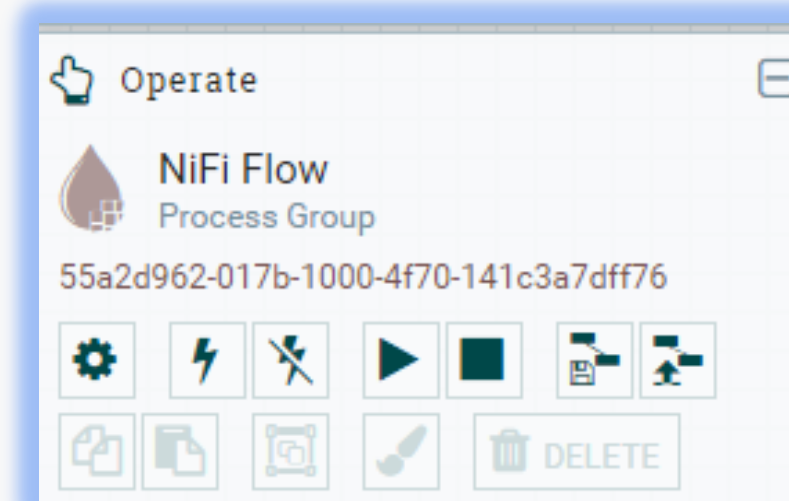 Operate
NiFi Flow
Process Group
55a2d962-017b-1000-4f70-141c3a7dff76
DELETE